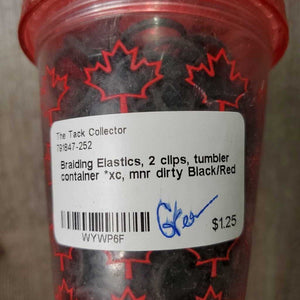 The Tack Collector
791847-252
Braiding Elastics, 2 clips, tumbler
container *xc, mnr dirty Black/Red
WYWP6F
$1.25